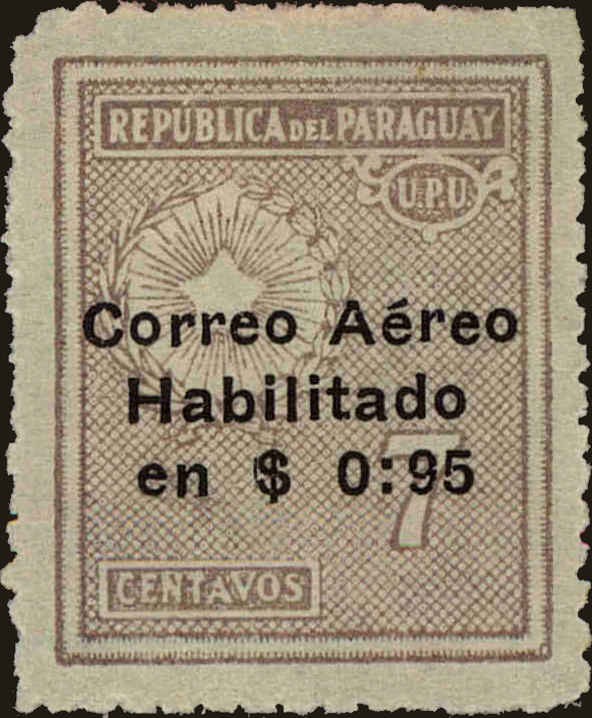 REPUBLICA DEL PARAGUAY
U.P.U.
Correo Aéreo
Habilitado
en $ 0:95
7
CENTAVOS